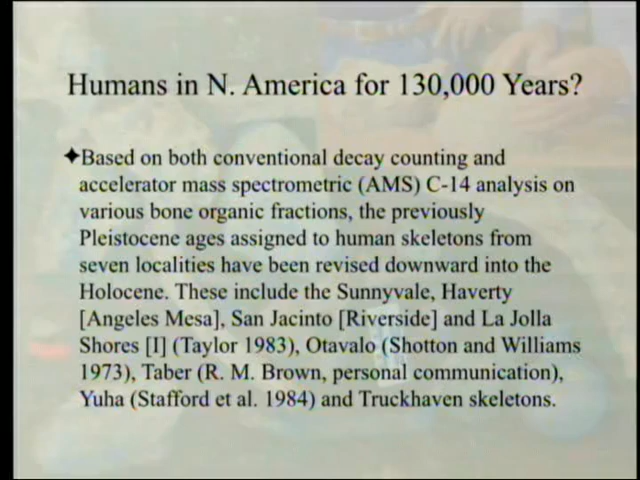 Humans in N. America for 130,000 Years?
✦Based on both conventional decay counting and
accelerator mass spectrometric (AMS) C-14 analysis on
various bone organic fractions, the previously
Pleistocene ages assigned to human skeletons from
seven localities have been revised downward into the
Holocene. These include the Sunnyvale, Haverty
[Angeles Mesa], San Jacinto [Riverside] and La Jolla
Shores [I] (Taylor 1983), Otavalo (Shotton and Williams
1973), Taber (R. M. Brown, personal communication),
Yuha (Stafford et al. 1984) and Truckhaven skeletons.